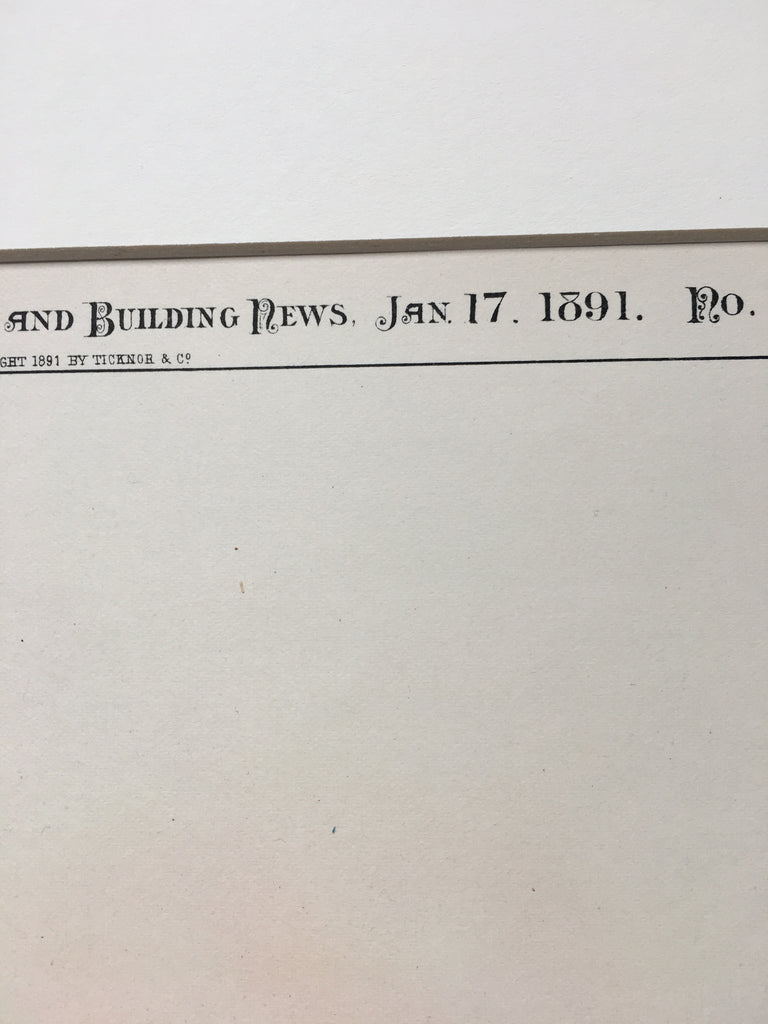 AND BUILDING NEWS, JAN. 17. 1891. No.
GHT 1891 BY TICKNOR & Co